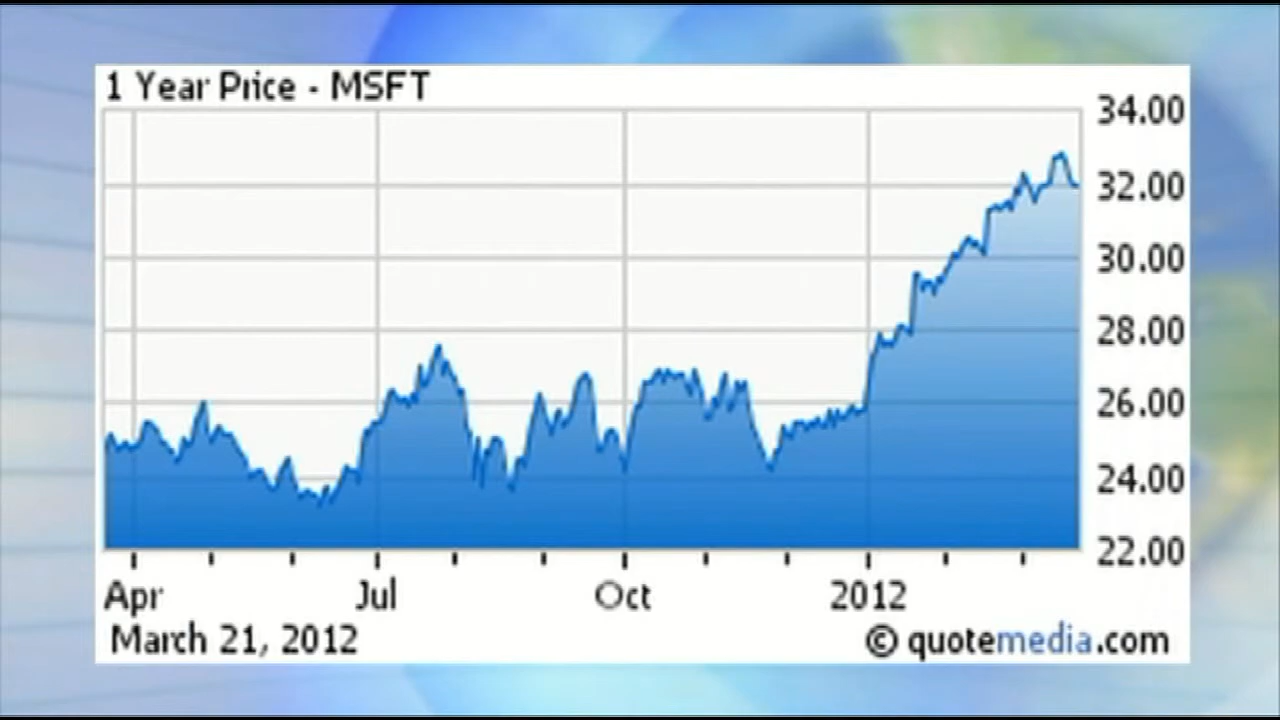 1 Year Price - MSFT
34.00
32.00
30.00
28.00
26.00
24.00
22.00
Apr Jul Oct 2012
March 21, 2012 © quotemedia.com